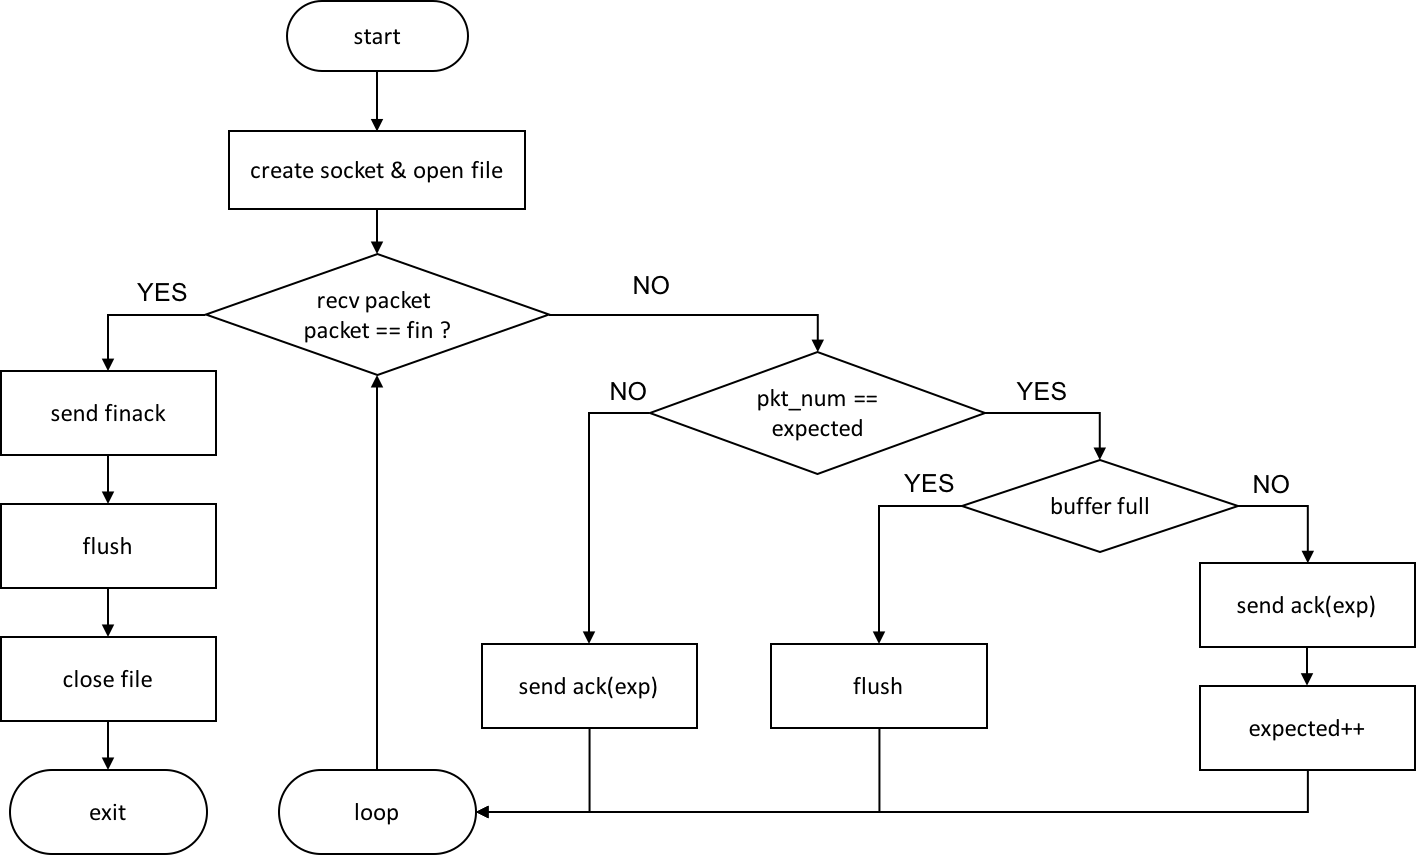 start
create socket & open file
YES
NO
recv packet
packet == fin ?
NO
YES
pkt_num ==
expected
send finack
YES
NO
buffer full
flush
send ack(exp)
close file
send ack(exp)
flush
expected++
exit
loop